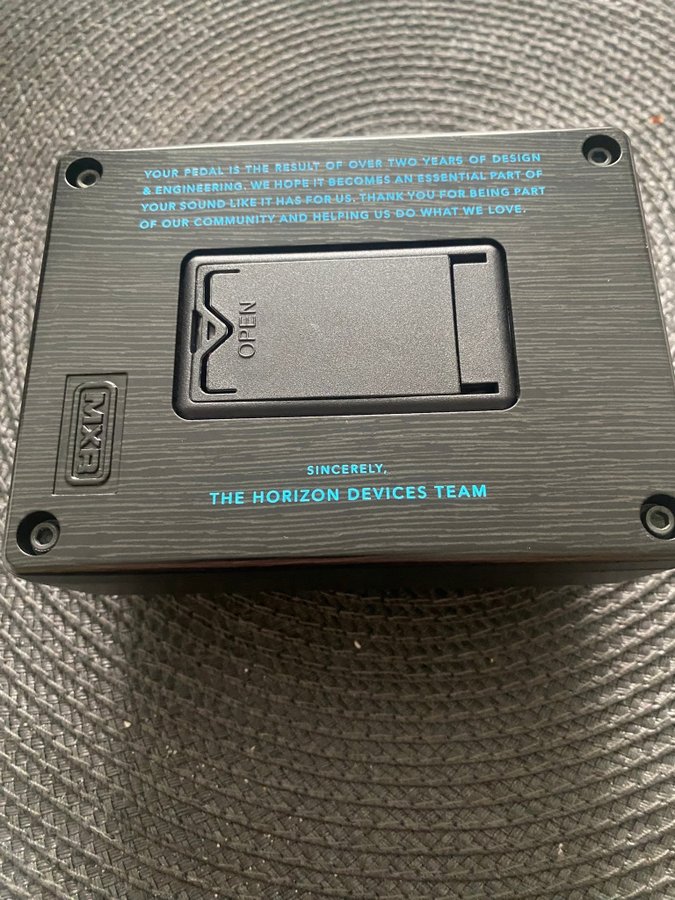 YOUR PEDAL IS THE RESULT OF OVER TWO YEARS OF DESIGN
& ENGINEERING. WE HOPE IT BECOMES AN ESSENTIAL PART OF
YOUR SOUND LIKE IT HAS FOR US. THANK YOU FOR BEING PART
OF OUR COMMUNITY AND HELPING US DO WHAT WE LOVE.
OPEN
MXR
SINCERELY,
THE HORIZON DEVICES TEAM